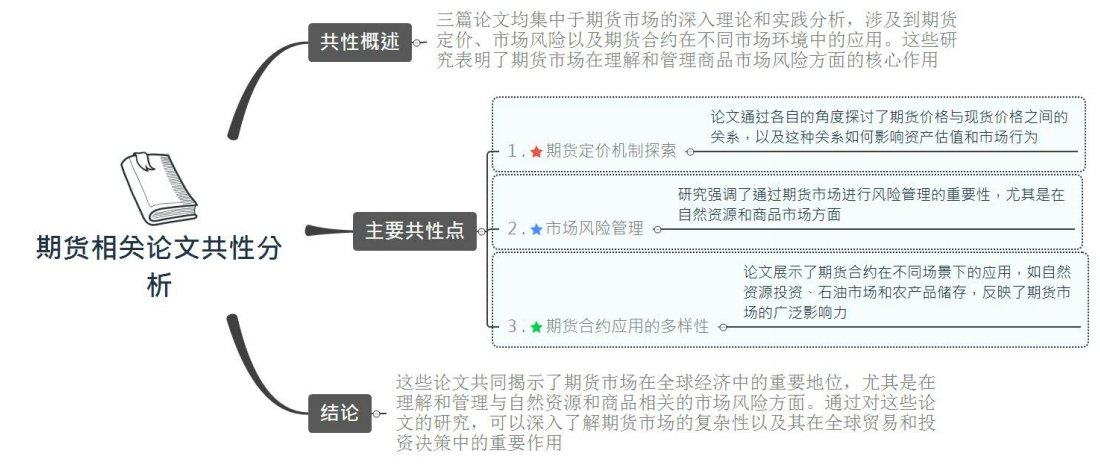 期货相关论文共性分
析
共性概述
三篇论文均集中于期货市场的深入理论和实践分析，涉及到期货
定价、市场风险以及期货合约在不同市场环境中的应用。这些研
究表明了期货市场在理解和管理商品市场风险方面的核心作用
主要共性点
1.期货定价机制探索
论文通过各自的角度探讨了期货价格与现货价格之间的
关系，以及这种关系如何影响资产估值和市场行为
2.市场风险管理
研究强调了通过期货市场进行风险管理的重要性，尤其是在
自然资源和商品市场方面
3.期货合约应用的多样性
论文展示了期货合约在不同场景下的应用，如自然
资源投资、石油市场和农产品储存，反映了期货市
场的广泛影响力
结论
这些论文共同揭示了期货市场在全球经济中的重要地位，尤其是在
理解和管理与自然资源和商品相关的市场风险方面。通过对这些论
文的研究，可以深入了解期货市场的复杂性以及其在全球贸易和投
资决策中的重要作用